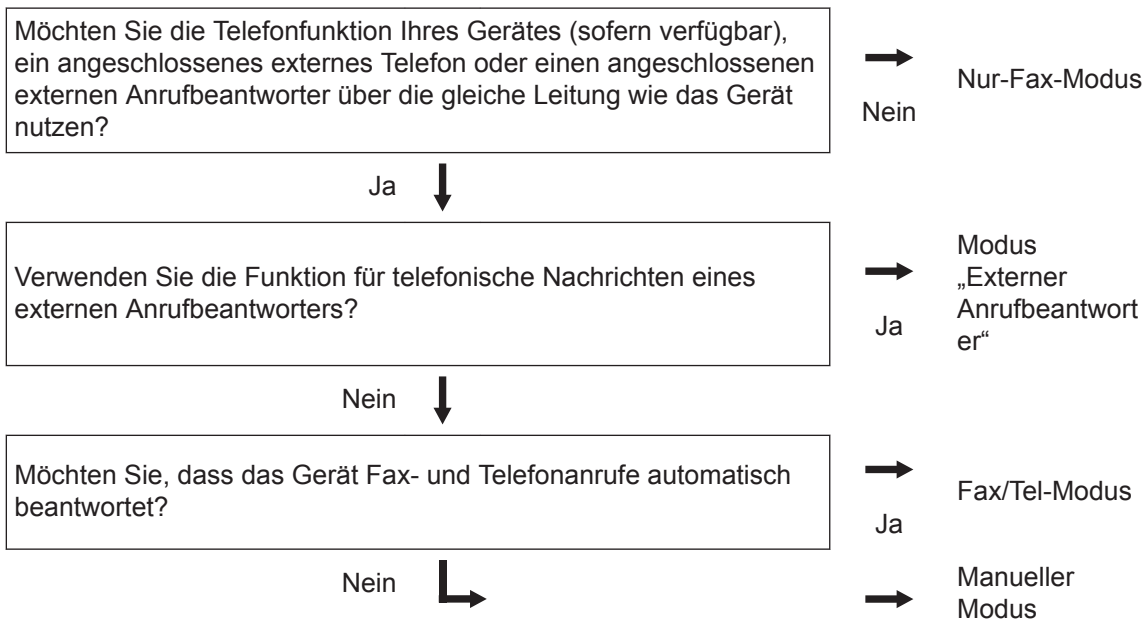 Möchten Sie die Telefonfunktion Ihres Gerätes (sofern verfügbar),
ein angeschlossenes externes Telefon oder einen angeschlossenen
externen Anrufbeantworter über die gleiche Leitung wie das Gerät
nutzen?
Nein
Nur-Fax-Modus
Ja
Verwenden Sie die Funktion für telefonische Nachrichten eines
externen Anrufbeantworters?
Ja
Modus
„Externer
Anrufbeantwort
er“
Nein
Möchten Sie, dass das Gerät Fax- und Telefonanrufe automatisch
beantwortet?
Ja
Fax/Tel-Modus
Nein
Manueller
Modus